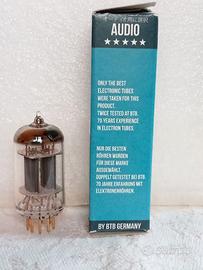 AUDIO
★★★★★
ONLY THE BEST
ELECTRONIC TUBES
WERE TAKEN FOR THIS
PRODUCT.
TWICE TESTED AT BTB.
70 YEARS EXPERIENCE
IN ELECTRON TUBES.
NUR DIE BESTEN
RÖHREN WURDEN
FÜR DIESE MARKE
AUSGEWÄHLT.
DOPPELT GETESTET BEI BTB.
70 JAHRE ERFAHRUNG MIT
ELEKTRONENRÖHREN.
BY BTB GERMANY